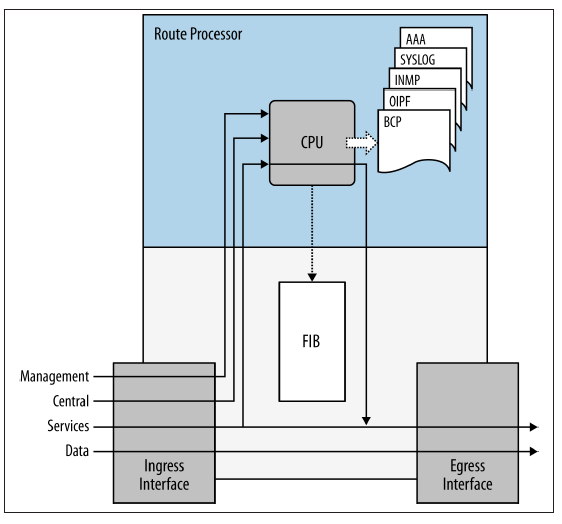 Route Processor
AAA
SYSLOG
INMP
OIPF
BCP
CPU
FIB
Management
Central
Services
Data
Ingress
Interface
Egress
Interface